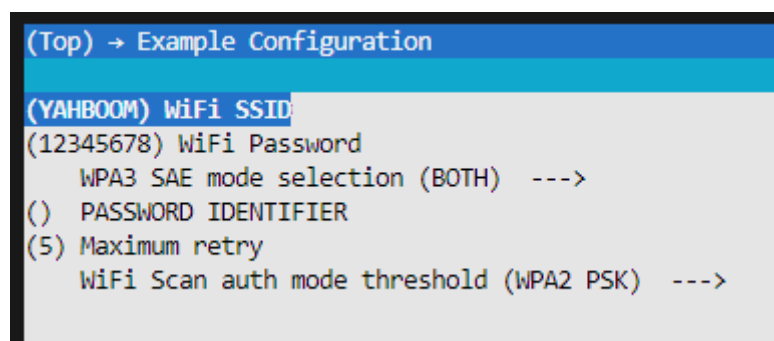 (Top) → Example Configuration
(YAHBOOM) WiFi SSID
(12345678) WiFi Password
WPA3 SAE mode selection (BOTH) --->
() PASSWORD IDENTIFIER
(5) Maximum retry
WiFi Scan auth mode threshold (WPA2 PSK) --->